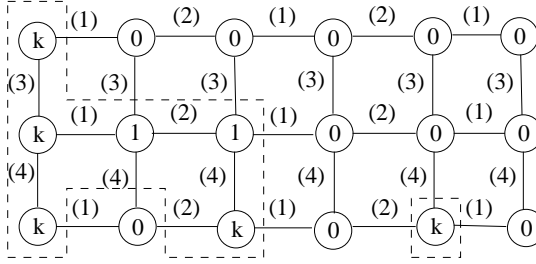 (1) (2) (1) (2) (1)
k 0 0 0 0 0
(3) (3) (3) (3) (3)
(1) (2) (1) (2) (1)
k 1 1 0 0 0
(4) (4) (4) (4) (4)
(1) (2) (1) (2) (1)
k 0 k 0 k 0